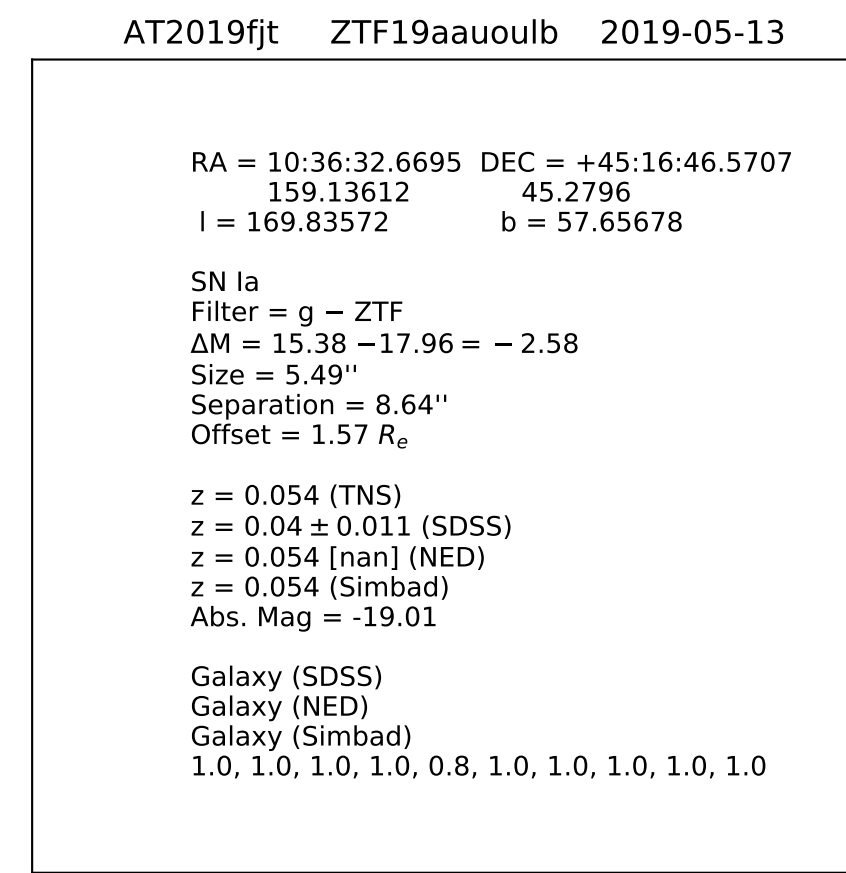 AT2019fjt ZTF19aauoulb 2019-05-13
RA = 10:36:32.6695 DEC = +45:16:46.5707
159.13612 45.2796
l = 169.83572 b = 57.65678
SN Ia
Filter = g − ZTF
ΔM = 15.38 −17.96 = − 2.58
Size = 5.49''
Separation = 8.64''
Offset = 1.57 Re
z = 0.054 (TNS)
z = 0.04 ± 0.011 (SDSS)
z = 0.054 [nan] (NED)
z = 0.054 (Simbad)
Abs. Mag = -19.01
Galaxy (SDSS)
Galaxy (NED)
Galaxy (Simbad)
1.0, 1.0, 1.0, 1.0, 0.8, 1.0, 1.0, 1.0, 1.0, 1.0